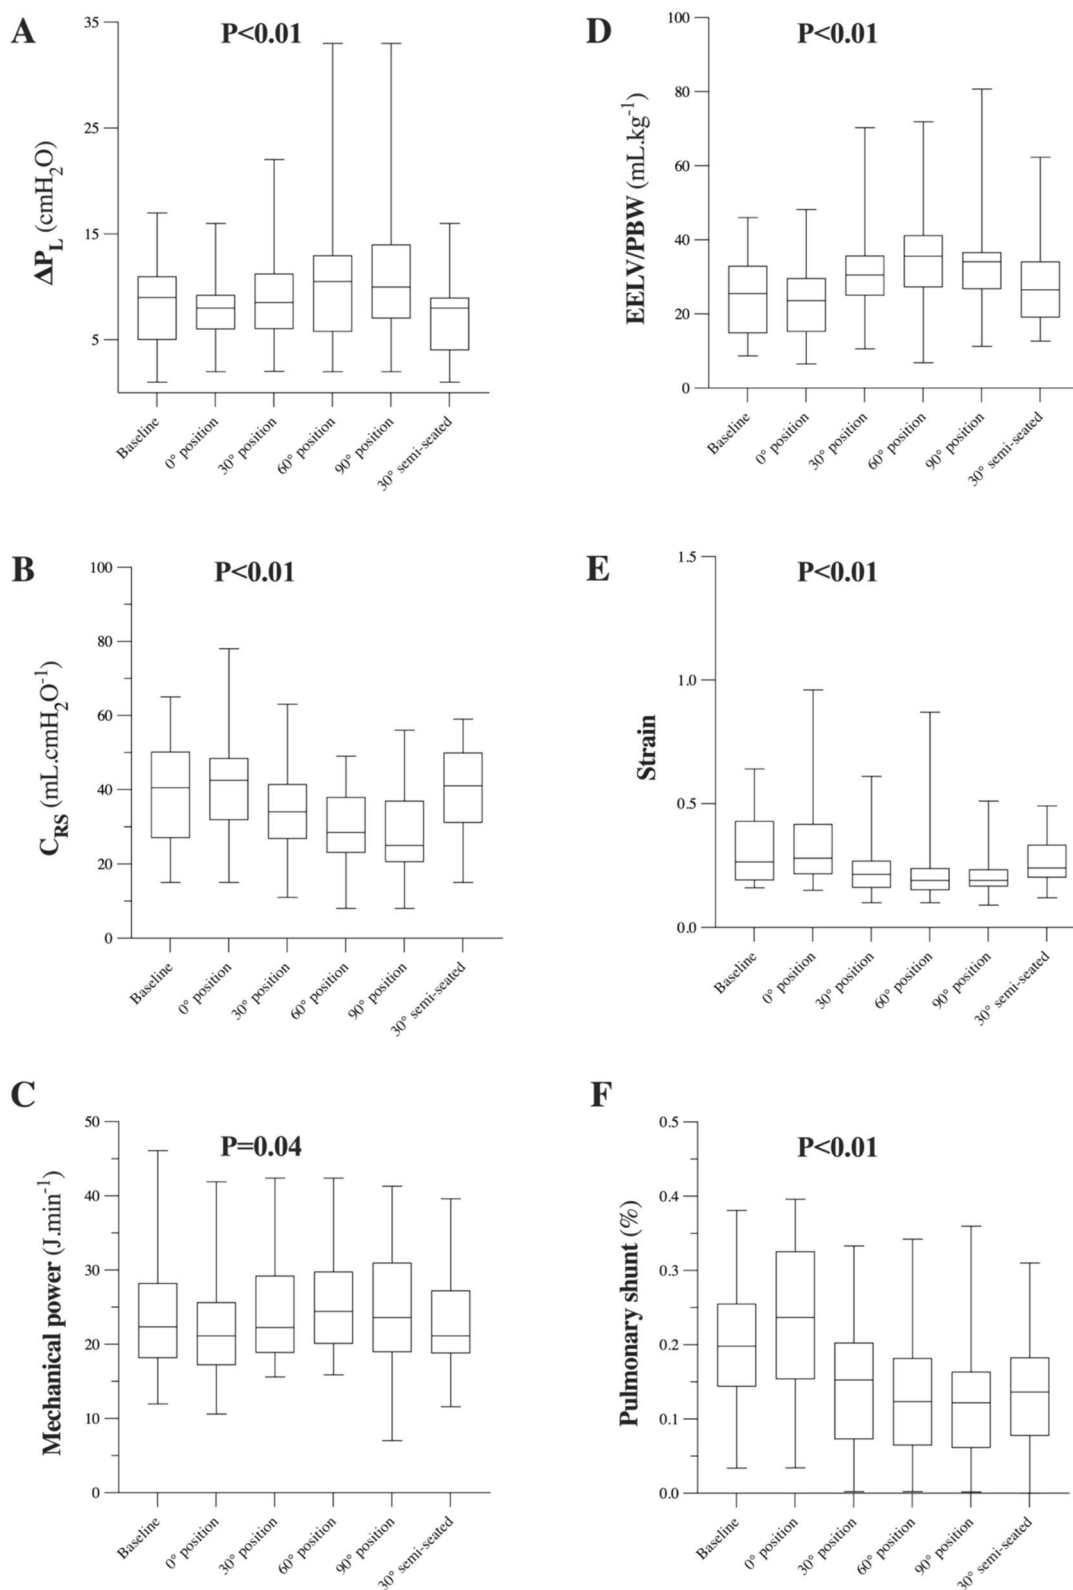 A
P<0.01
ΔP_L (cmH₂O)
35
25
15
5
Baseline
0° position
30° position
60° position
90° position
30° semi-seated
D
P<0.01
EELV/PBW (mL.kg⁻¹)
100
80
60
40
20
0
Baseline
0° position
30° position
60° position
90° position
30° semi-seated
B
P<0.01
C_RS (mL.cmH₂O⁻¹)
100
80
60
40
20
0
Baseline
0° position
30° position
60° position
90° position
30° semi-seated
E
P<0.01
Strain
1.5
1.0
0.5
0.0
Baseline
0° position
30° position
60° position
90° position
30° semi-seated
C
P=0.04
Mechanical power (J.min⁻¹)
50
40
30
20
10
0
Baseline
0° position
30° position
60° position
90° position
30° semi-seated
F
P<0.01
Pulmonary shunt (%)
0.5
0.4
0.3
0.2
0.1
0.0
Baseline
0° position
30° position
60° position
90° position
30° semi-seated